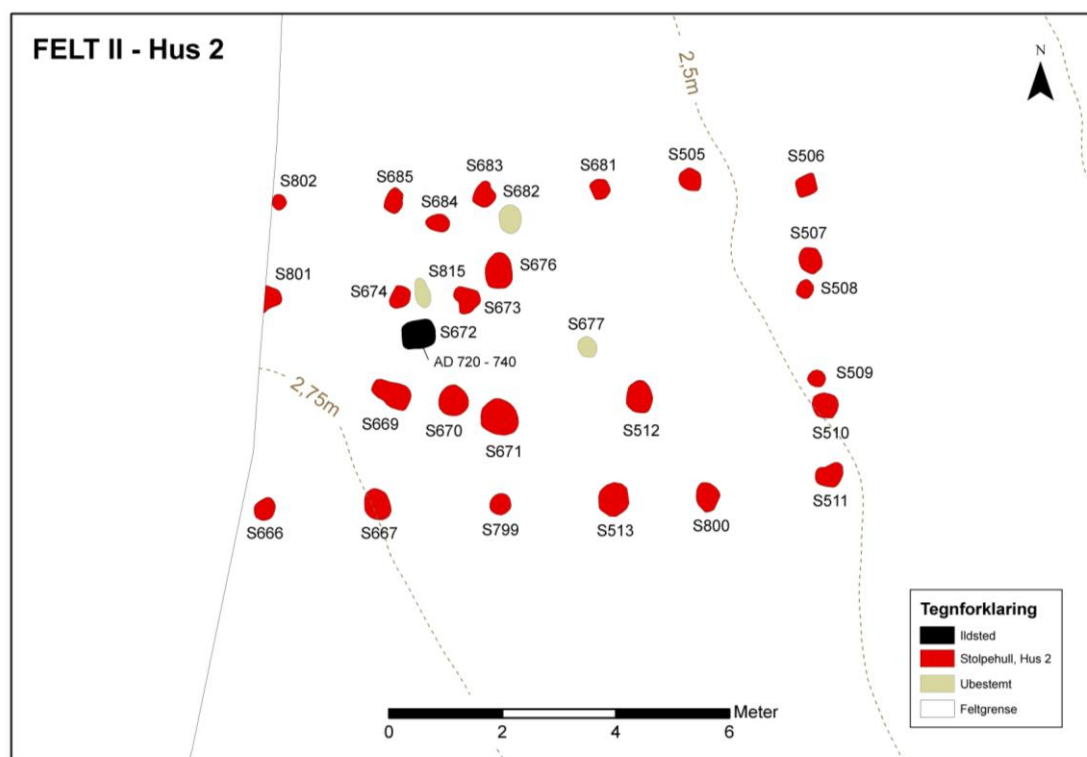 FELT II - Hus 2
2,5m
N
S802
S685
S684
S683
S682
S681
S505
S506
S801
S674
S815
S676
S673
S672
AD 720 - 740
S677
S507
S508
2,75m
S669
S670
S671
S512
S509
S510
S511
S666
S667
S799
S513
S800
Tegnforklaring
Ildsted
Stolpehull, Hus 2
Ubestemt
Feltgrense
Meter
0 2 4 6